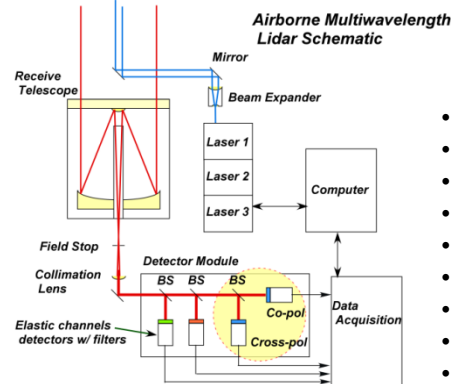 Airborne Multiwavelength
Lidar Schematic
Mirror
Receive
Telescope
Beam Expander
Laser 1
Laser 2
Laser 3
Computer
Field Stop
Detector Module
Collimation
Lens
BS
BS
BS
Co-pol
Data
Acquisition
Elastic channels
detectors w/ filters
Cross-pol